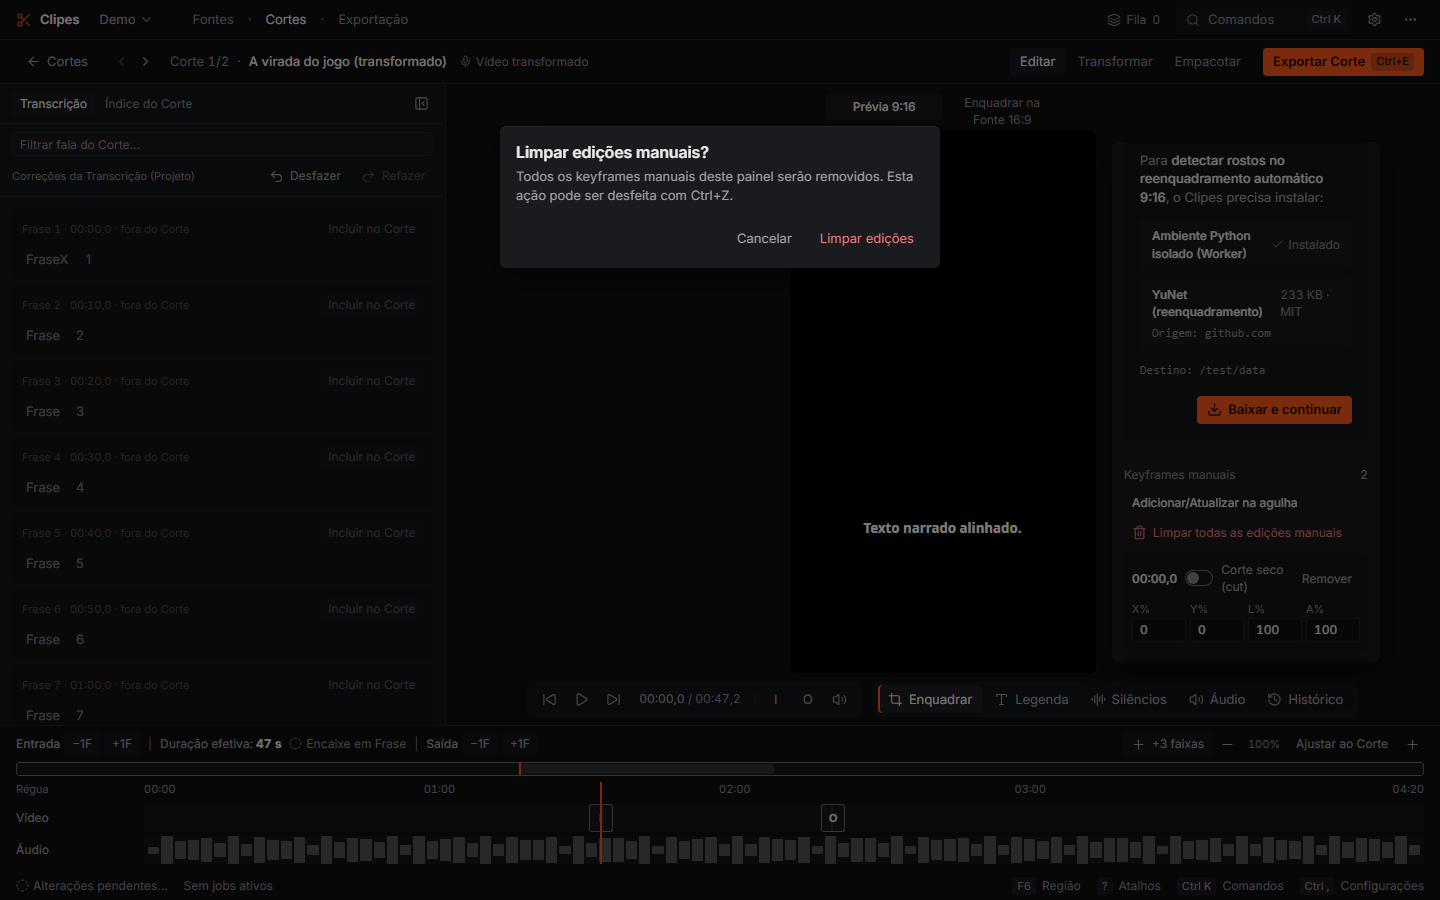 Clipes Demo Fontes · Cortes · Exportação Fila 0 Comandos Ctrl K
Cortes Corte 1/2 · A virada do jogo (transformado) Vídeo transformado Editar Transformar Empacotar Exportar Corte Ctrl+E
Transcrição Índice do Corte
Filtrar fala do Corte...
Correções da Transcrição (Projeto) Desfazer Refazer
Frase 1 · 00:00,0 · fora do Corte Incluir no Corte
FraseX 1
Frase 2 · 00:10,0 · fora do Corte Incluir no Corte
Frase 2
Frase 3 · 00:20,0 · fora do Corte Incluir no Corte
Frase 3
Frase 4 · 00:30,0 · fora do Corte Incluir no Corte
Frase 4
Frase 5 · 00:40,0 · fora do Corte Incluir no Corte
Frase 5
Frase 6 · 00:50,0 · fora do Corte Incluir no Corte
Frase 6
Frase 7 · 01:00,0 · fora do Corte Incluir no Corte
Frase 7
Prévia 9:16
Enquadrar na
Fonte 16:9
Limpar edições manuais?
Todos os keyframes manuais deste painel serão removidos. Esta
ação pode ser desfeita com Ctrl+Z.
Cancelar Limpar edições
Texto narrado alinhado.
Para detectar rostos no
reenquadramento automático
9:16, o Clipes precisa instalar:
Ambiente Python
isolado (Worker)
Instalado
YuNet
(reenquadramento)
233 KB ·
MIT
Origem: github.com
Destino: /test/data
Baixar e continuar
Keyframes manuais 2
Adicionar/Atualizar na agulha
Limpar todas as edições manuais
00:00,0
Corte seco
(cut)
Remover
X% Y% L% A%
0 0 100 100
00:00,0 / 00:47,2 I O Enquadrar Legenda Silêncios Áudio Histórico
Entrada −1F +1F Duração efetiva: 47 s Encaixe em Frase Saída −1F +1F +3 faixas 100% Ajustar ao Corte
Régua 00:00 01:00 02:00 03:00 04:20
Vídeo O
Áudio
Alterações pendentes... Sem jobs ativos F6 Região ? Atalhos Ctrl K Comandos Ctrl , Configurações